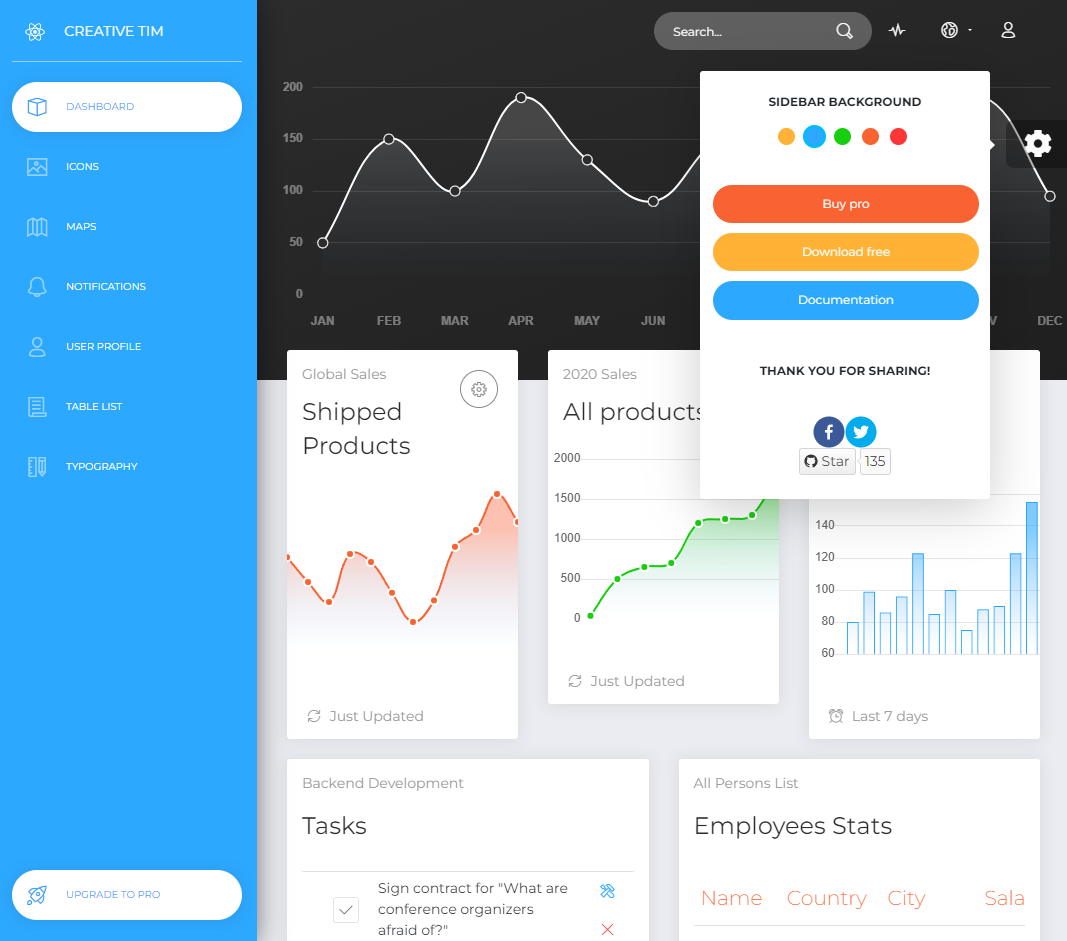 CREATIVE TIM
DASHBOARD
ICONS
MAPS
NOTIFICATIONS
USER PROFILE
TABLE LIST
TYPOGRAPHY
UPGRADE TO PRO
Search...
200
150
100
50
0
JAN FEB MAR APR MAY JUN V DEC
SIDEBAR BACKGROUND
Buy pro
Download free
Documentation
THANK YOU FOR SHARING!
Star 135
Global Sales
Shipped
Products
Just Updated
2020 Sales
All products
2000
1500
1000
500
0
Just Updated
140
120
100
80
60
Last 7 days
Backend Development
Tasks
Sign contract for "What are
conference organizers
afraid of?"
All Persons List
Employees Stats
Name Country City Sala